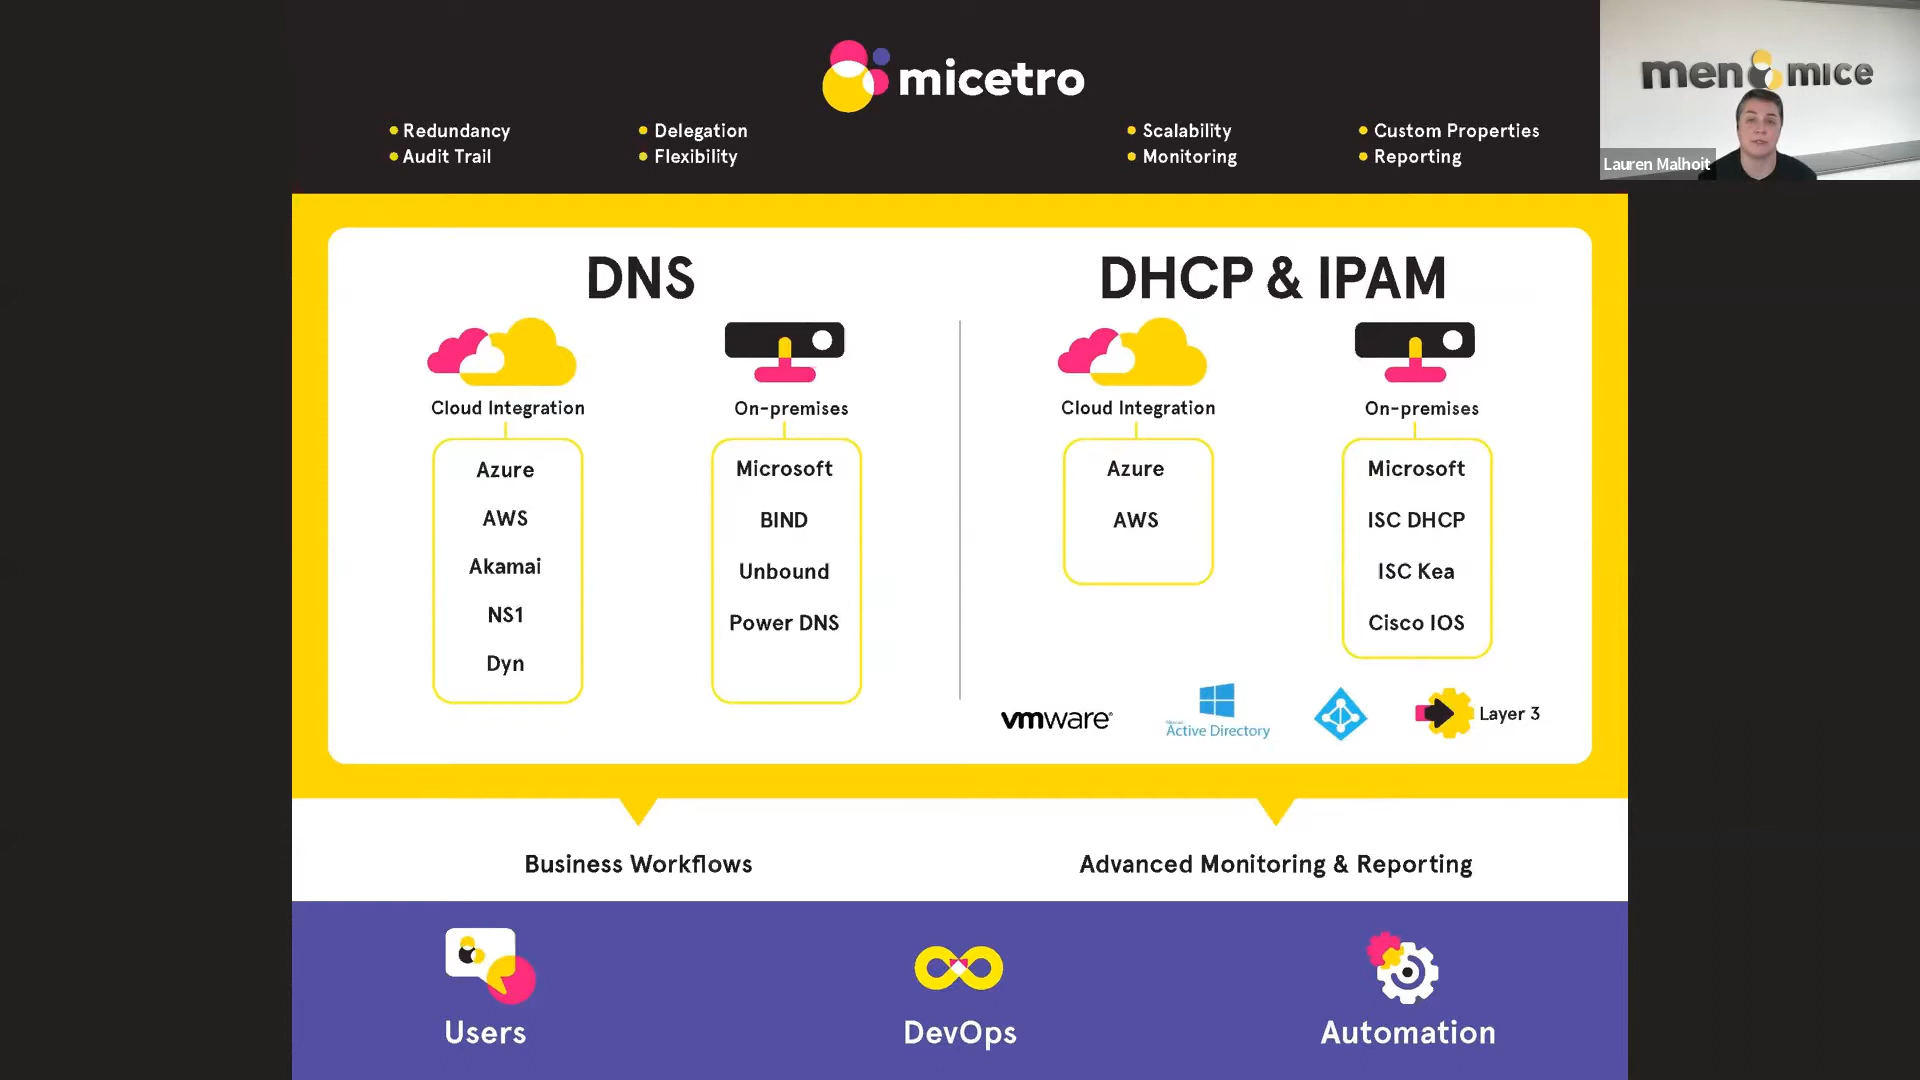 micetro
Redundancy
Audit Trail
Delegation
Flexibility
Scalability
Monitoring
Custom Properties
Reporting
men&mice
Lauren Malhoit
DNS
Cloud Integration
Azure
AWS
Akamai
NS1
Dyn
On-premises
Microsoft
BIND
Unbound
Power DNS
DHCP & IPAM
Cloud Integration
Azure
AWS
On-premises
Microsoft
ISC DHCP
ISC Kea
Cisco IOS
vmware®
Active Directory
Layer 3
Business Workflows
Advanced Monitoring & Reporting
Users
DevOps
Automation